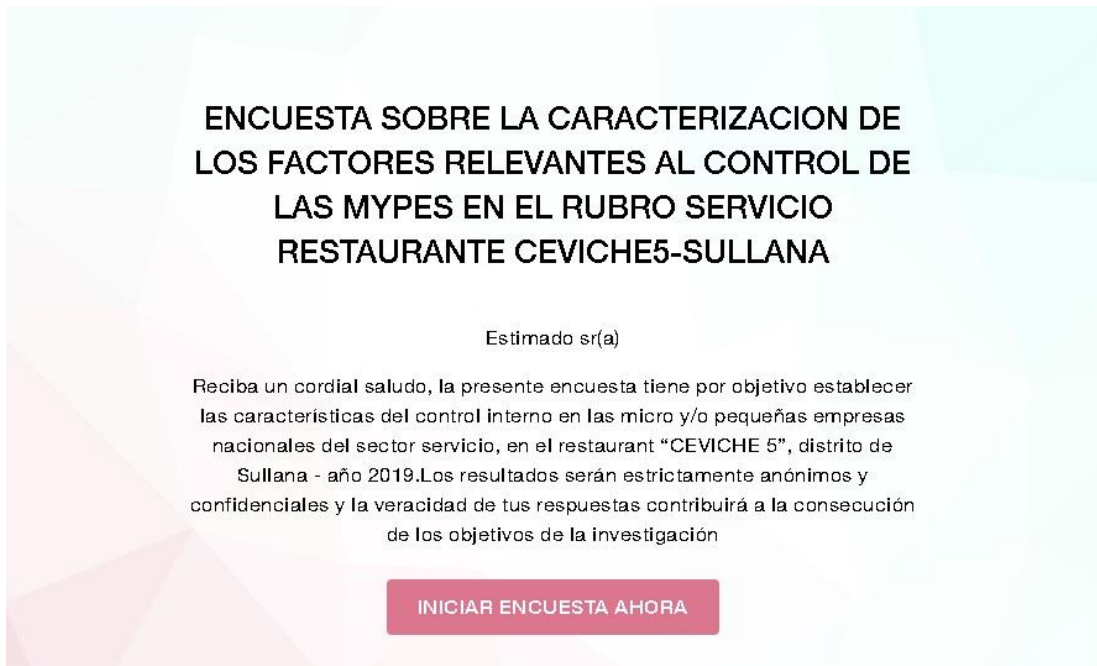 ENCUESTA SOBRE LA CARACTERIZACION DE
LOS FACTORES RELEVANTES AL CONTROL DE
LAS MYPES EN EL RUBRO SERVICIO
RESTAURANTE CEVICHE5-SULLANA
Estimado sr(a)
Reciba un cordial saludo, la presente encuesta tiene por objetivo establecer
las características del control interno en las micro y/o pequeñas empresas
nacionales del sector servicio, en el restaurant “CEVICHE 5”, distrito de
Sullana - año 2019.Los resultados serán estrictamente anónimos y
confidenciales y la veracidad de tus respuestas contribuirá a la consecución
de los objetivos de la investigación
INICIAR ENCUESTA AHORA